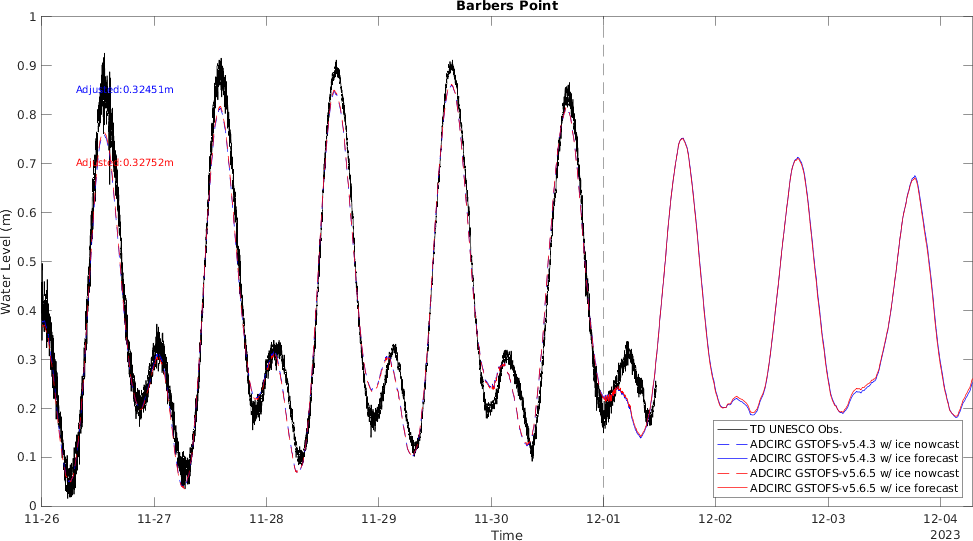 Barbers Point
1
0.9
Adjusted:0.32451m
0.8
0.7
Adjusted:0.32752m
0.6
0.5
0.4
0.3
0.2
0.1
0
Water Level (m)
TD UNESCO Obs.
ADCIRC GSTOFS-v5.4.3 w/ ice nowcast
ADCIRC GSTOFS-v5.4.3 w/ ice forecast
ADCIRC GSTOFS-v5.6.5 w/ ice nowcast
ADCIRC GSTOFS-v5.6.5 w/ ice forecast
11-26 11-27 11-28 11-29 11-30 12-01 12-02 12-03 12-04
Time
2023